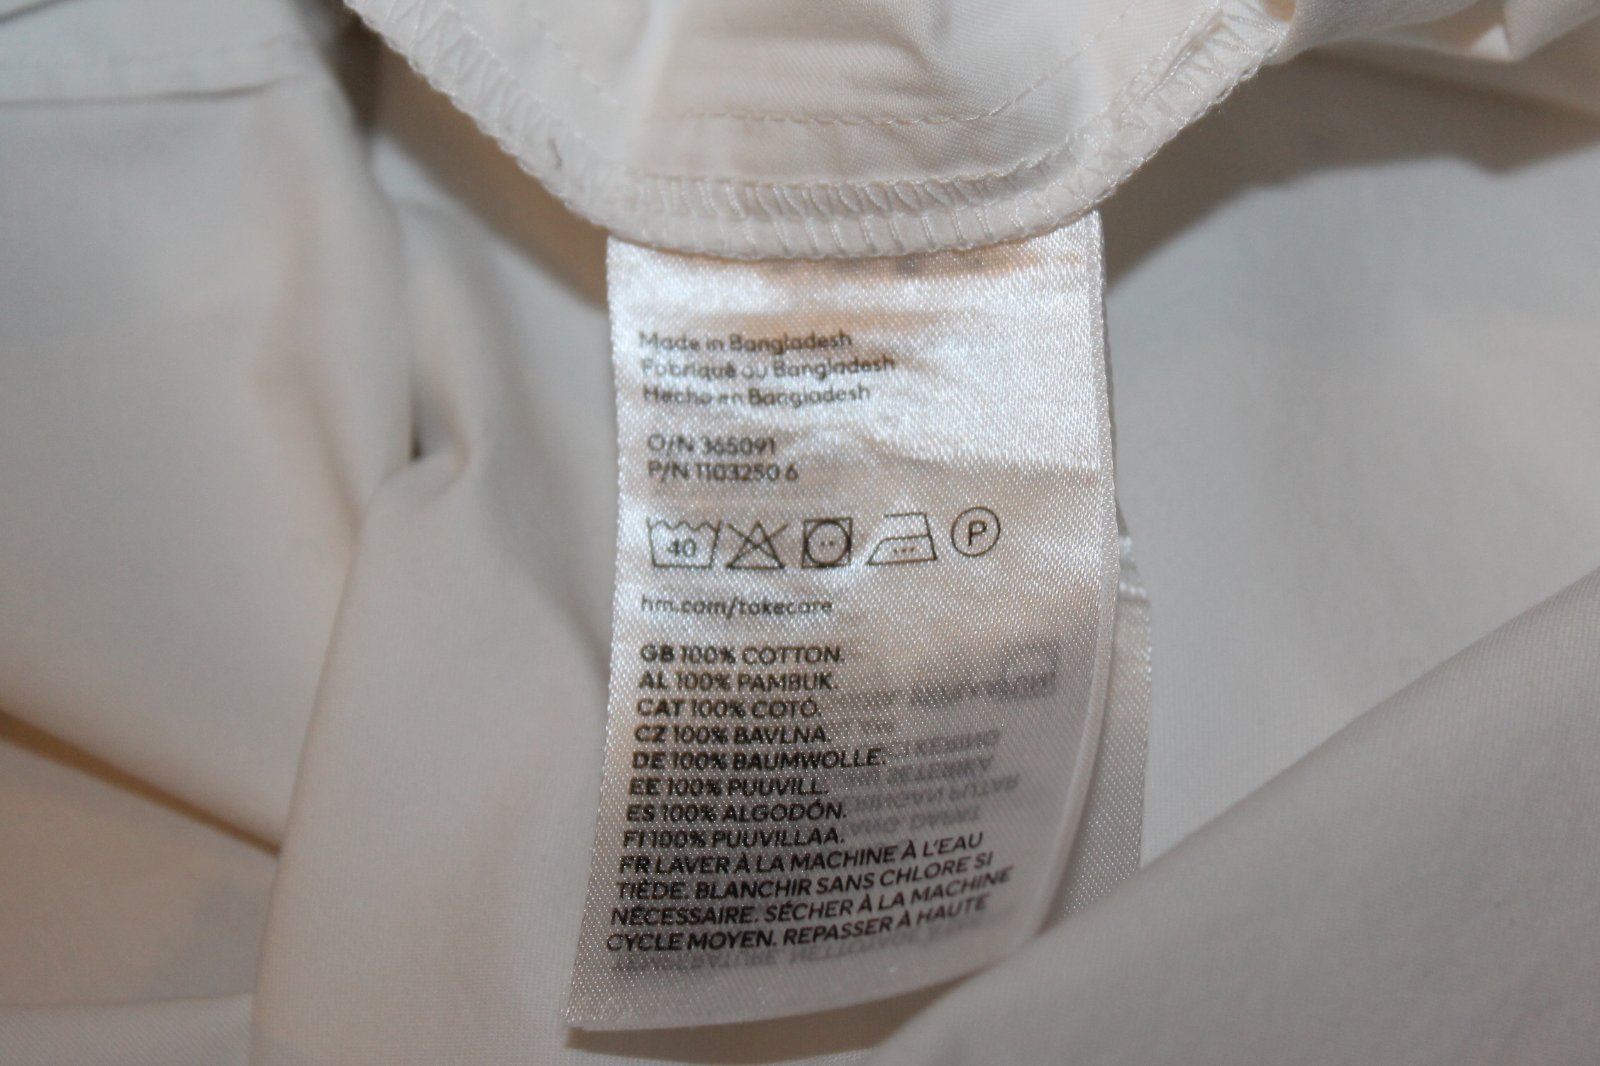 Made in Bangladesh
Fabriqué au Bangladesh
Hecho en Bangladesh
O/N 365091
P/N 1103250 6
40 P
hm.com/takecare
GB 100% COTTON.
AL 100% PAMBUK.
CAT 100% COTÓ.
CZ 100% BAVLNA.
DE 100% BAUMWOLLE.
EE 100% PUUVILL.
ES 100% ALGODÓN.
FI 100% PUUVILLAA.
FR LAVER À LA MACHINE À L'EAU
TIÈDE. BLANCHIR SANS CHLORE SI
NÉCESSAIRE. SÉCHER À LA MACHINE
CYCLE MOYEN. REPASSER À HAUTE